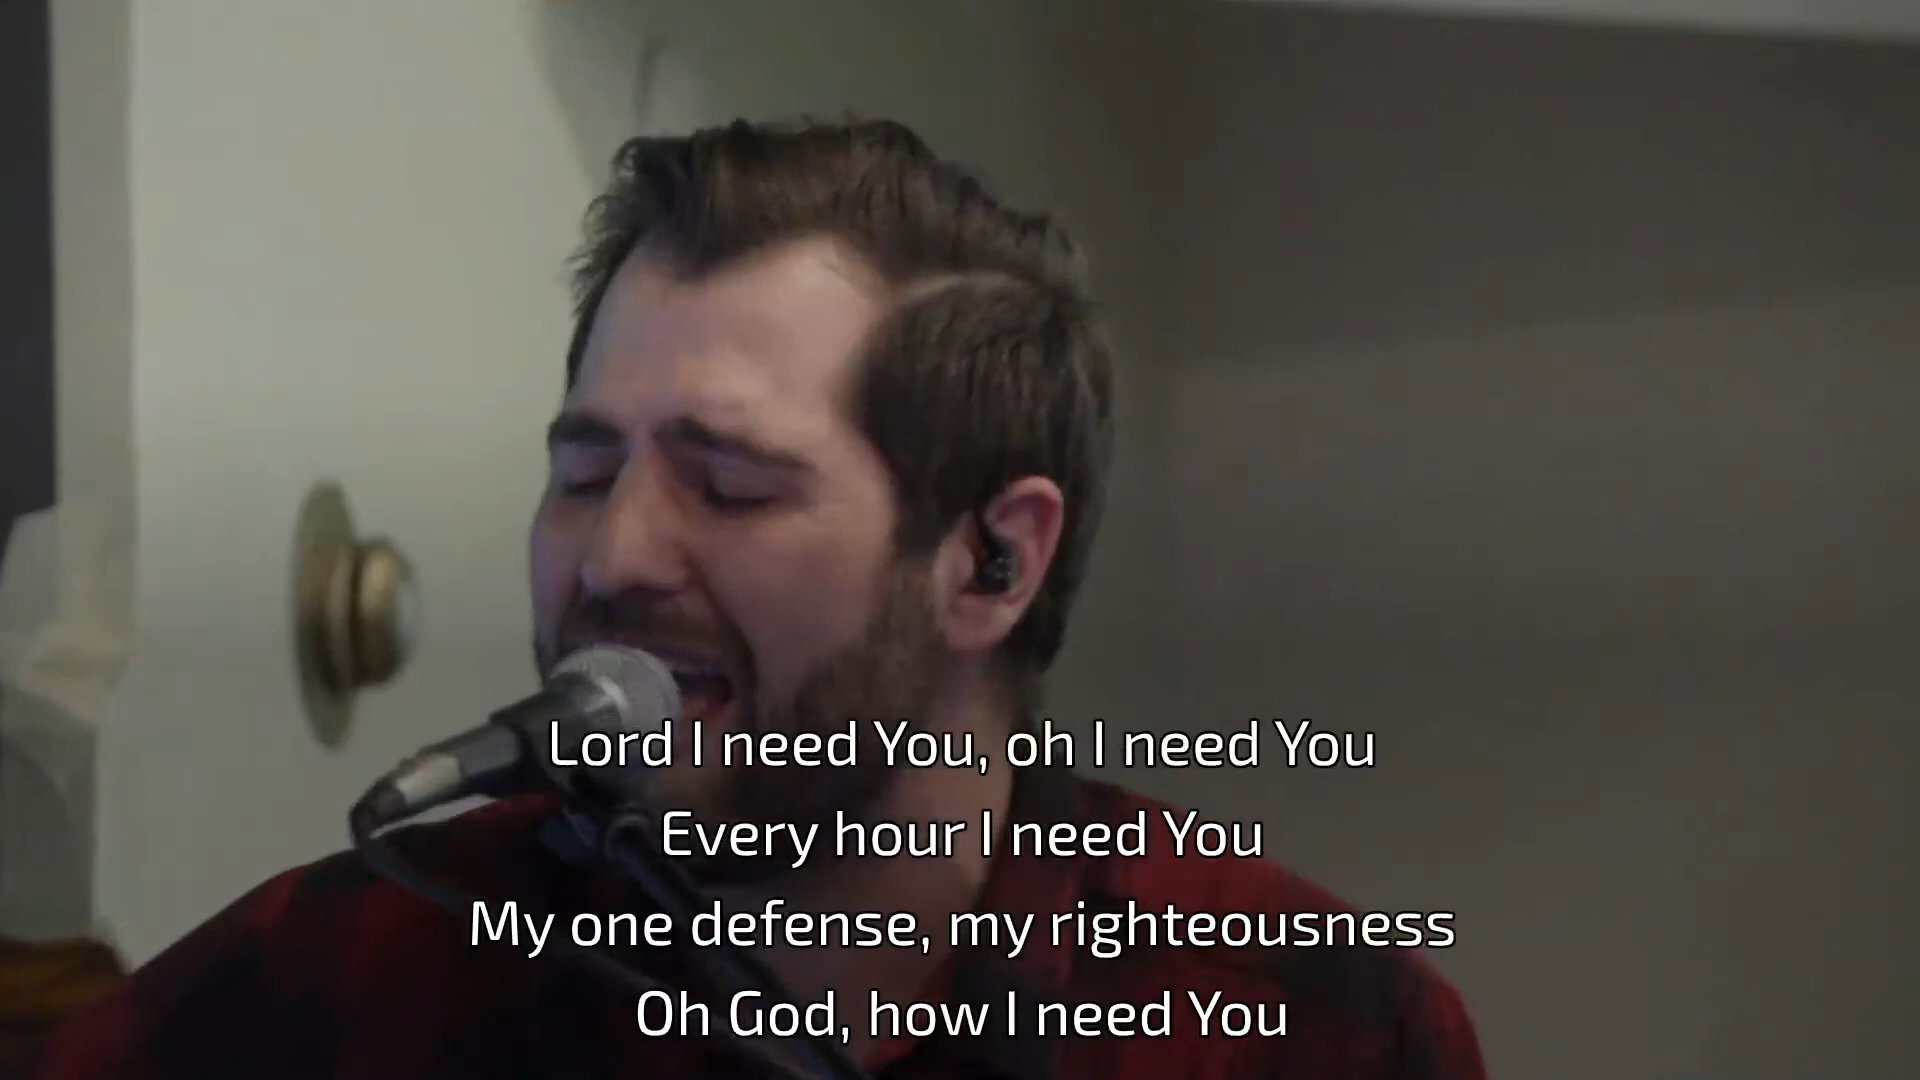 Lord I need You, oh I need You
Every hour I need You
My one defense, my righteousness
Oh God, how I need You